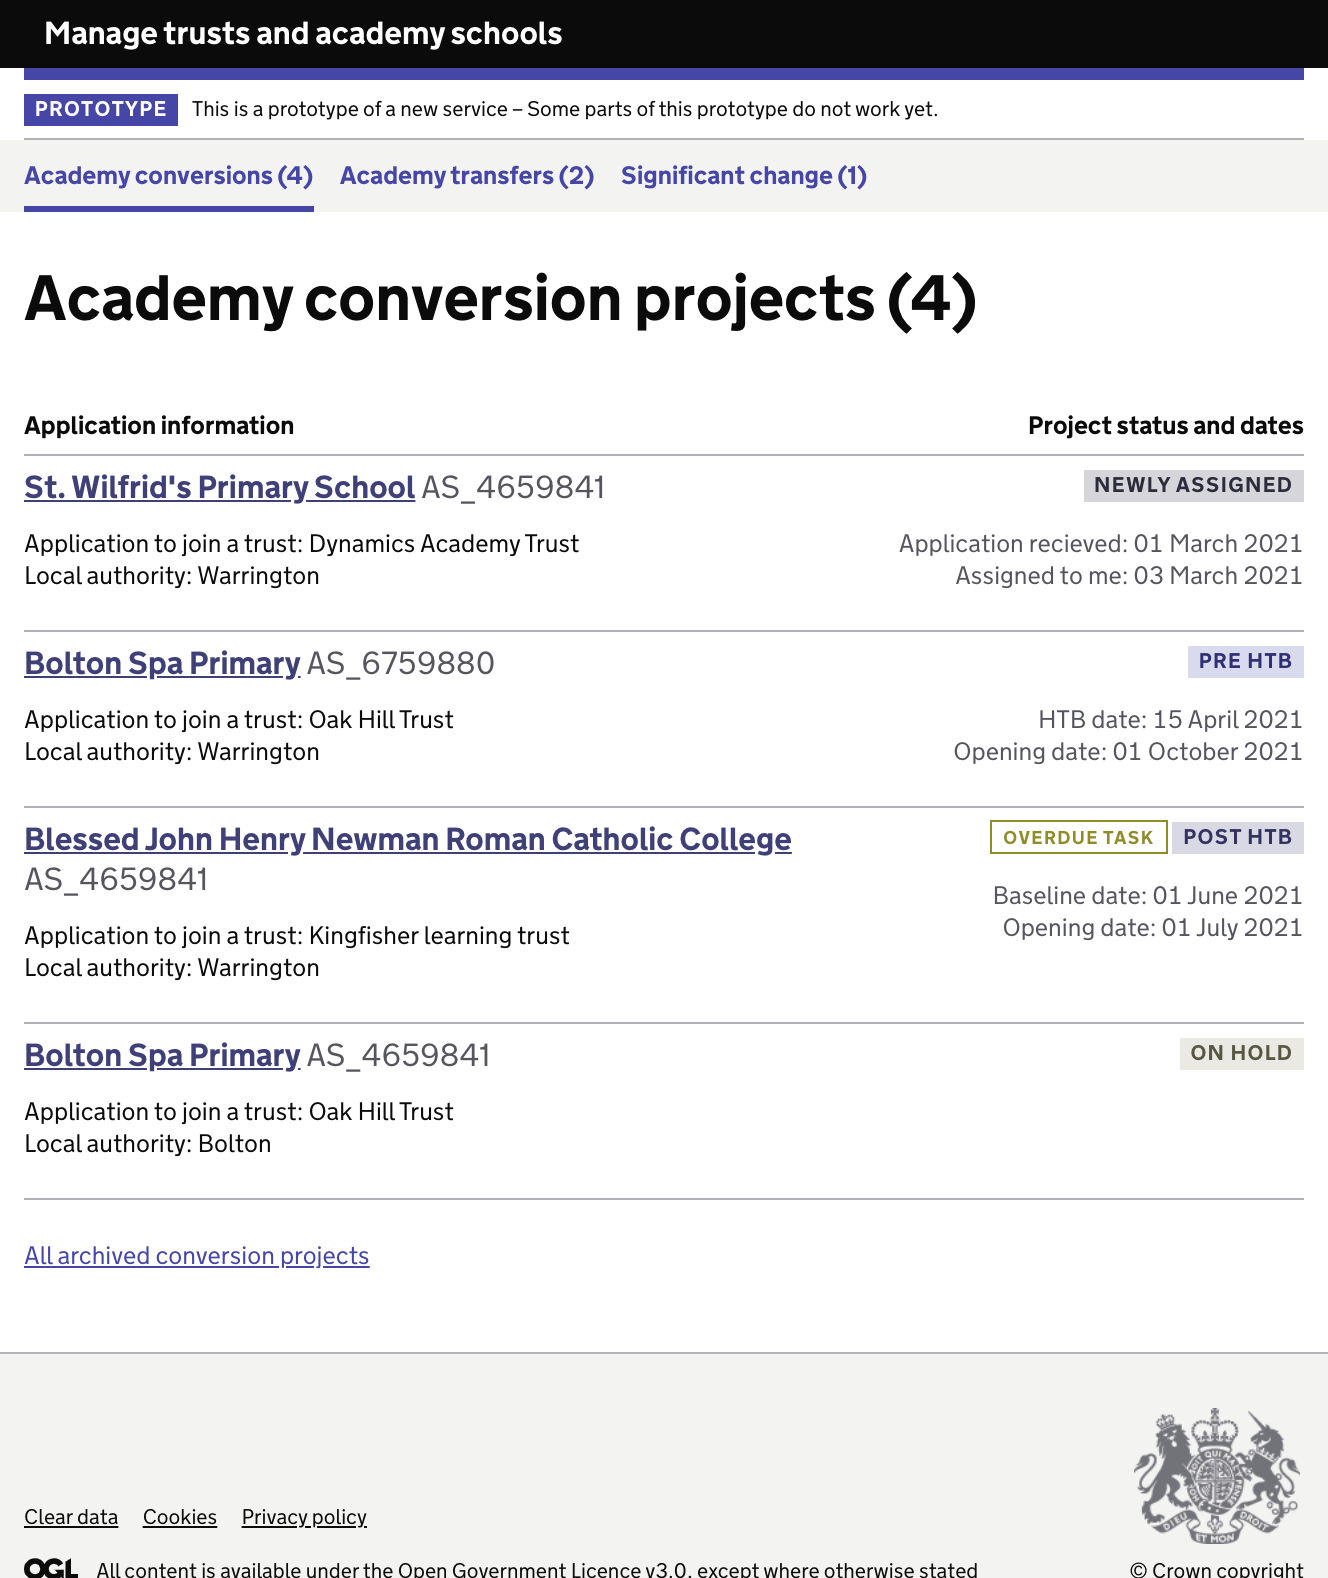 Manage trusts and academy schools
PROTOTYPE This is a prototype of a new service – Some parts of this prototype do not work yet.
Academy conversions (4) Academy transfers (2) Significant change (1)
Academy conversion projects (4)
Application information Project status and dates
St. Wilfrid's Primary School AS_4659841 NEWLY ASSIGNED
Application to join a trust: Dynamics Academy Trust Application recieved: 01 March 2021
Local authority: Warrington Assigned to me: 03 March 2021
Bolton Spa Primary AS_6759880 PRE HTB
Application to join a trust: Oak Hill Trust HTB date: 15 April 2021
Local authority: Warrington Opening date: 01 October 2021
Blessed John Henry Newman Roman Catholic College OVERDUE TASK POST HTB
AS_4659841 Baseline date: 01 June 2021
Application to join a trust: Kingfisher learning trust Opening date: 01 July 2021
Local authority: Warrington
Bolton Spa Primary AS_4659841 ON HOLD
Application to join a trust: Oak Hill Trust
Local authority: Bolton
All archived conversion projects
DIEU ET MON DROIT
Clear data Cookies Privacy policy
OGL All content is available under the Open Government Licence v3.0, except where otherwise stated © Crown copyright